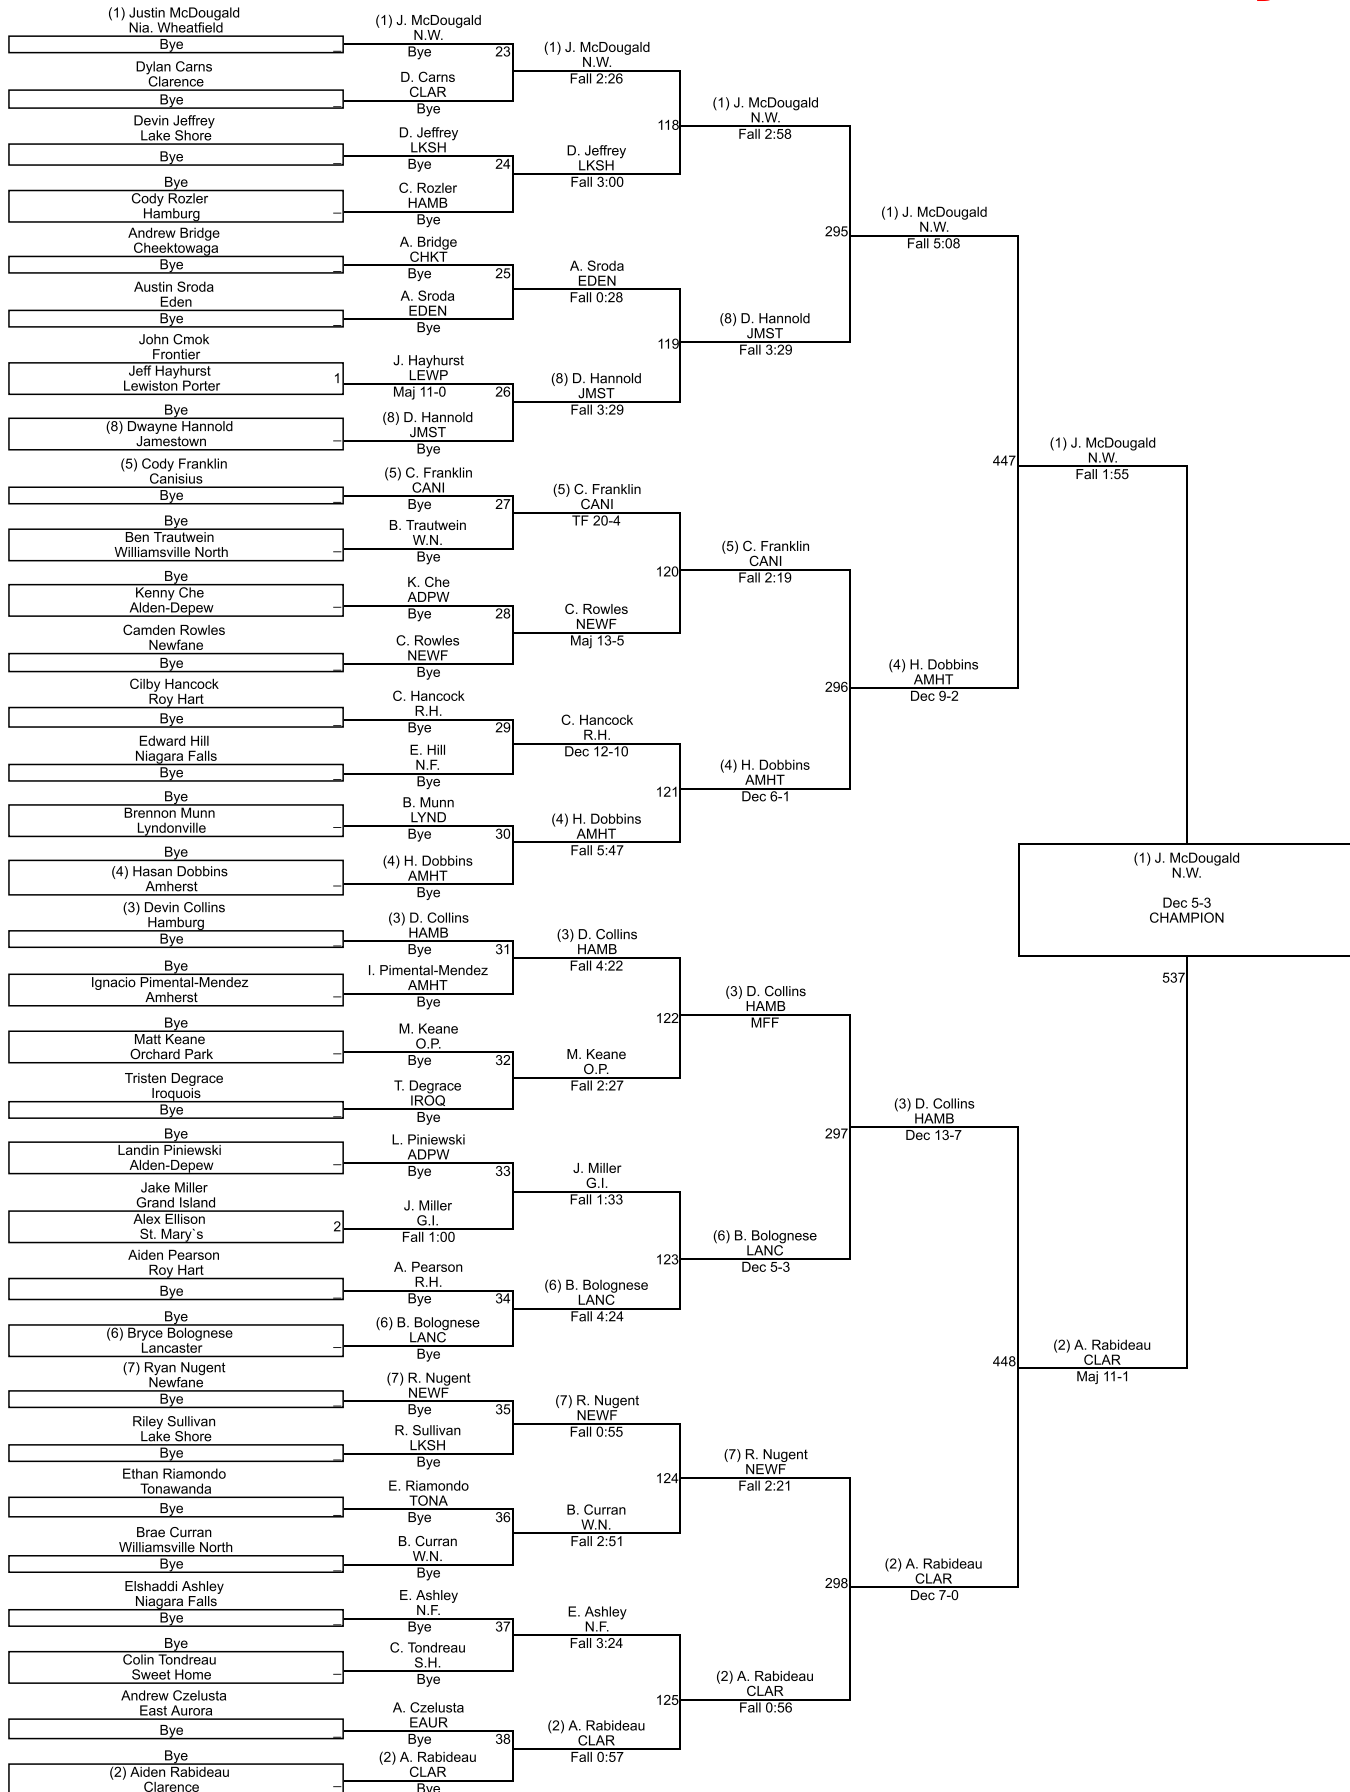 (1) Justin McDougald
Nia. Wheatfield
Bye _
Dylan Carns
Clarence
Bye _
Devin Jeffrey
Lake Shore
Bye _
Bye
Cody Rozler
Hamburg _
Andrew Bridge
Cheektowaga
Bye _
Austin Sroda
Eden
Bye _
John Cmok
Frontier
Jeff Hayhurst 1
Lewiston Porter
Bye
(8) Dwayne Hannold
Jamestown _
(5) Cody Franklin
Canisius
Bye _
Bye
Ben Trautwein
Williamsville North _
Bye
Kenny Che
Alden-Depew _
Camden Rowles
Newfane
Bye _
Cilby Hancock
Roy Hart
Bye _
Edward Hill
Niagara Falls
Bye _
Bye
Brennon Munn
Lyndonville _
Bye
(4) Hasan Dobbins
Amherst _
(3) Devin Collins
Hamburg
Bye _
Bye
Ignacio Pimental-Mendez
Amherst _
Bye
Matt Keane
Orchard Park _
Tristen Degrace
Iroquois
Bye _
Bye
Landin Piniewski
Alden-Depew _
Jake Miller
Grand Island
Alex Ellison 2
St. Mary`s
Aiden Pearson
Roy Hart
Bye _
Bye
(6) Bryce Bolognese
Lancaster _
(7) Ryan Nugent
Newfane
Bye _
Riley Sullivan
Lake Shore
Bye _
Ethan Riamondo
Tonawanda
Bye _
Brae Curran
Williamsville North
Bye _
Elshaddi Ashley
Niagara Falls
Bye _
Bye
Colin Tondreau
Sweet Home _
Andrew Czelusta
East Aurora
Bye _
Bye
(2) Aiden Rabideau
Clarence _
(1) J. McDougald
N.W.
Bye 23
D. Carns
CLAR
Bye
D. Jeffrey
LKSH
Bye 24
C. Rozler
HAMB
Bye
A. Bridge
CHKT
Bye 25
A. Sroda
EDEN
Bye
J. Hayhurst
LEWP
Maj 11-0 26
(8) D. Hannold
JMST
Bye
(5) C. Franklin
CANI
Bye 27
B. Trautwein
W.N.
Bye
K. Che
ADPW
Bye 28
C. Rowles
NEWF
Bye
C. Hancock
R.H.
Bye 29
E. Hill
N.F.
Bye
B. Munn
LYND
Bye 30
(4) H. Dobbins
AMHT
Bye
(3) D. Collins
HAMB
Bye 31
I. Pimental-Mendez
AMHT
Bye
M. Keane
O.P.
Bye 32
T. Degrace
IROQ
Bye
L. Piniewski
ADPW
Bye 33
J. Miller
G.I.
Fall 1:00
A. Pearson
R.H.
Bye 34
(6) B. Bolognese
LANC
Bye
(7) R. Nugent
NEWF
Bye 35
R. Sullivan
LKSH
Bye
E. Riamondo
TONA
Bye 36
B. Curran
W.N.
Bye
E. Ashley
N.F.
Bye 37
C. Tondreau
S.H.
Bye
A. Czelusta
EAUR
Bye 38
(2) A. Rabideau
CLAR
Bye
(1) J. McDougald
N.W.
Fall 2:26
118
D. Jeffrey
LKSH
Fall 3:00
A. Sroda
EDEN
Fall 0:28
119
(8) D. Hannold
JMST
Fall 3:29
(5) C. Franklin
CANI
TF 20-4
120
C. Rowles
NEWF
Maj 13-5
C. Hancock
R.H.
Dec 12-10
121
(4) H. Dobbins
AMHT
Fall 5:47
(3) D. Collins
HAMB
Fall 4:22
122
M. Keane
O.P.
Fall 2:27
J. Miller
G.I.
Fall 1:33
123
(6) B. Bolognese
LANC
Fall 4:24
(7) R. Nugent
NEWF
Fall 0:55
124
B. Curran
W.N.
Fall 2:51
E. Ashley
N.F.
Fall 3:24
125
(2) A. Rabideau
CLAR
Fall 0:57
(1) J. McDougald
N.W.
Fall 2:58
295
(8) D. Hannold
JMST
Fall 3:29
(5) C. Franklin
CANI
Fall 2:19
296
(4) H. Dobbins
AMHT
Dec 6-1
(3) D. Collins
HAMB
MFF
297
(6) B. Bolognese
LANC
Dec 5-3
(7) R. Nugent
NEWF
Fall 2:21
298
(2) A. Rabideau
CLAR
Fall 0:56
(1) J. McDougald
N.W.
Fall 5:08
447
(4) H. Dobbins
AMHT
Dec 9-2
(3) D. Collins
HAMB
Dec 13-7
448
(2) A. Rabideau
CLAR
Dec 7-0
(1) J. McDougald
N.W.
Fall 1:55
(1) J. McDougald
N.W.
Dec 5-3
CHAMPION
537
(2) A. Rabideau
CLAR
Maj 11-1